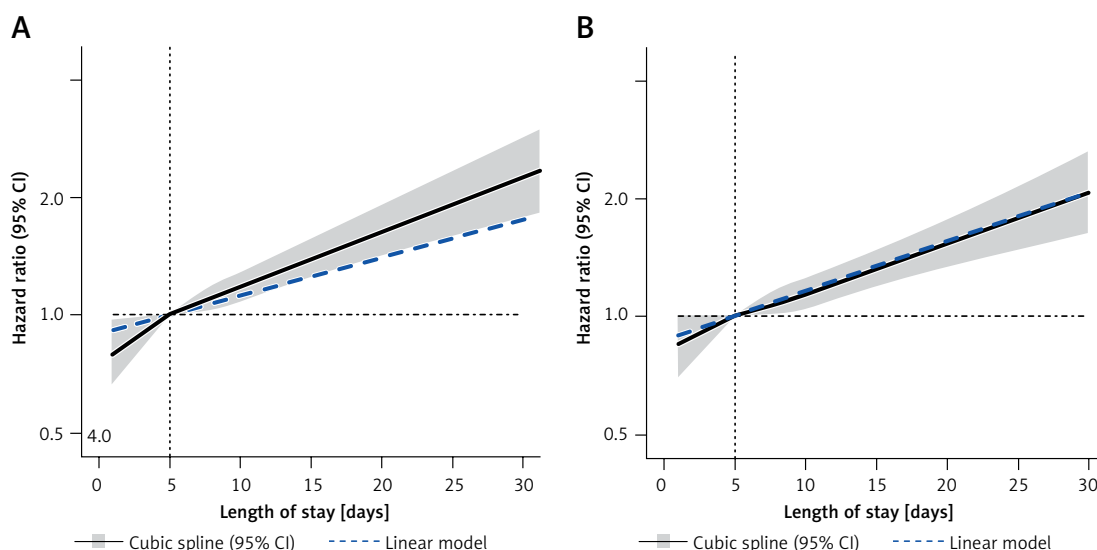 A
Hazard ratio (95% CI)
2.0
1.0
0.5
4.0
0 5 10 15 20 25 30
Length of stay [days]
Cubic spline (95% CI) Linear model
B
Hazard ratio (95% CI)
2.0
1.0
0.5
0 5 10 15 20 25 30
Length of stay [days]
Cubic spline (95% CI) Linear model